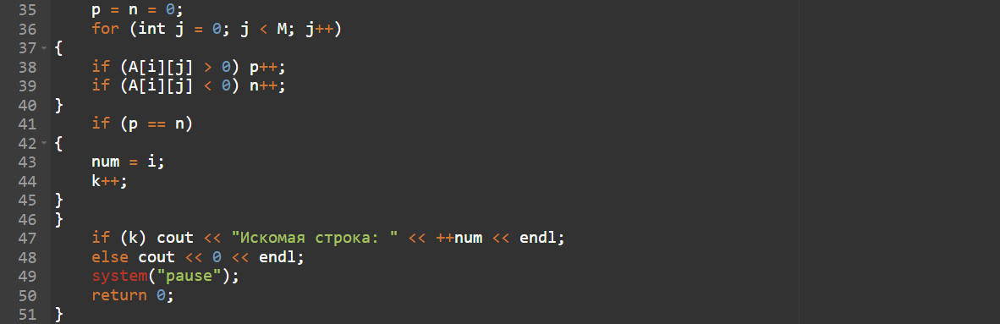 35 p = n = 0;
36 for (int j = 0; j < M; j++)
37 {
38 if (A[i][j] > 0) p++;
39 if (A[i][j] < 0) n++;
40 }
41 if (p == n)
42 {
43 num = i;
44 k++;
45 }
46 }
47 if (k) cout << "Искомая строка: " << ++num << endl;
48 else cout << 0 << endl;
49 system("pause");
50 return 0;
51 }